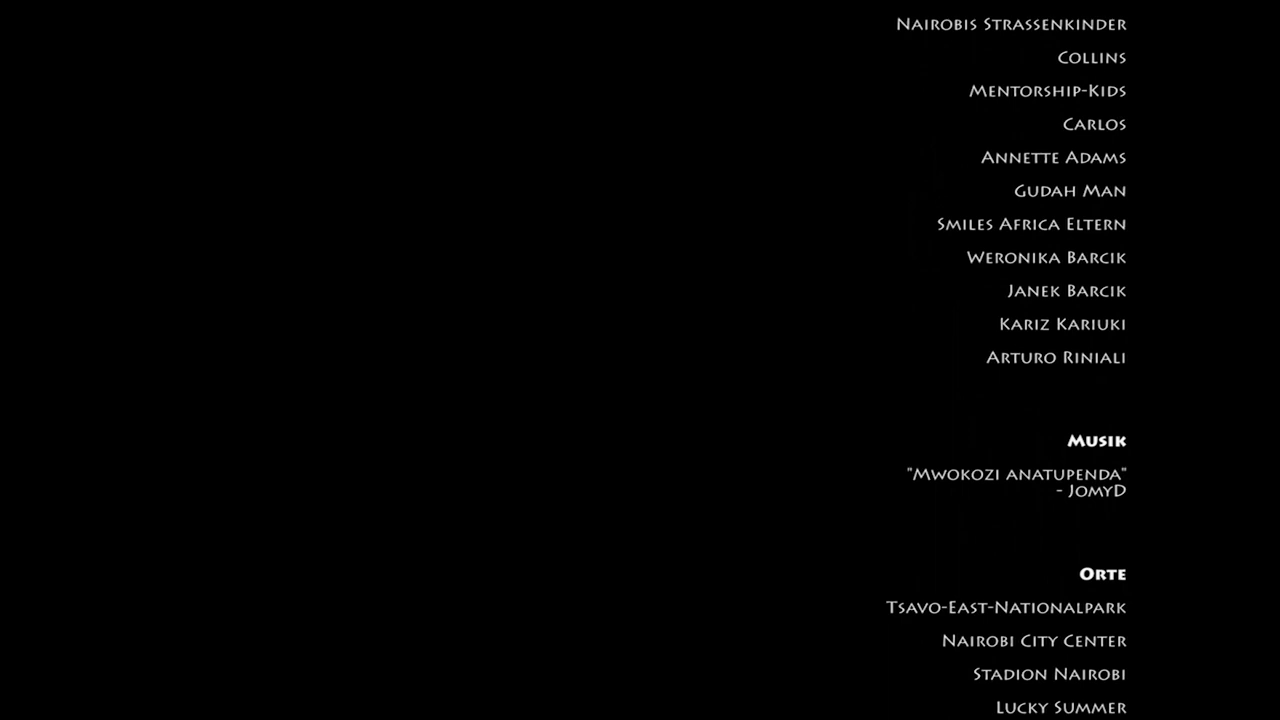 Nairobis Strassenkinder
Collins
Mentorship-Kids
Carlos
Annette Adams
Gudah Man
Smiles Africa Eltern
Weronika Barcik
Janek Barcik
Kariz Kariuki
Arturo Riniali
Musik
"Mwokozi anatupenda"
- JomyD
Orte
Tsavo-East-Nationalpark
Nairobi City Center
Stadion Nairobi
Lucky Summer